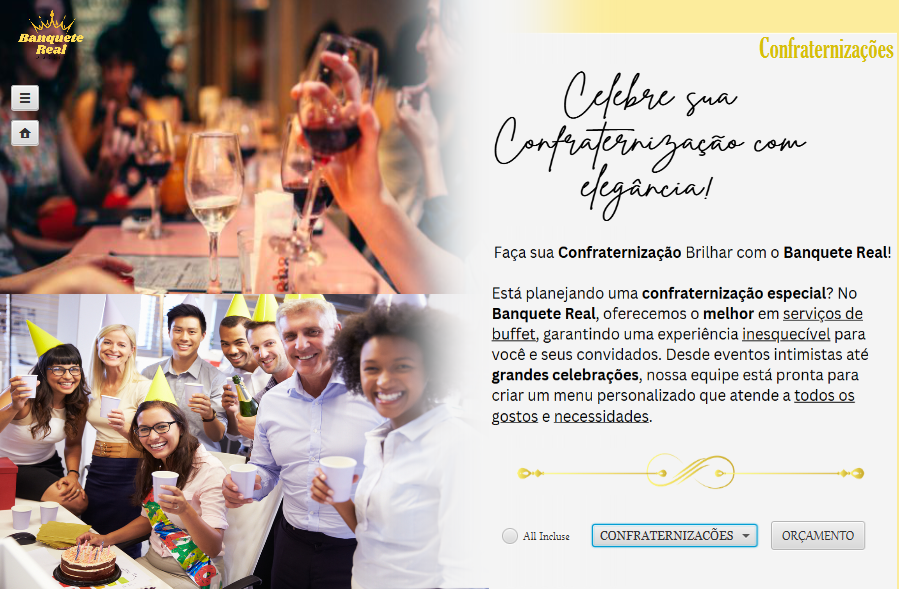 Banquete
Real
Confraternizações
Celebre sua
Confraternização com
elegância!
Faça sua Confraternização Brilhar com o Banquete Real!
Está planejando uma confraternização especial? No
Banquete Real, oferecemos o melhor em serviços de
buffet, garantindo uma experiência inesquecível para
você e seus convidados. Desde eventos intimistas até
grandes celebrações, nossa equipe está pronta para
criar um menu personalizado que atende a todos os
gostos e necessidades.
All Incluse
CONFRATERNIZACÕES
ORÇAMENTO